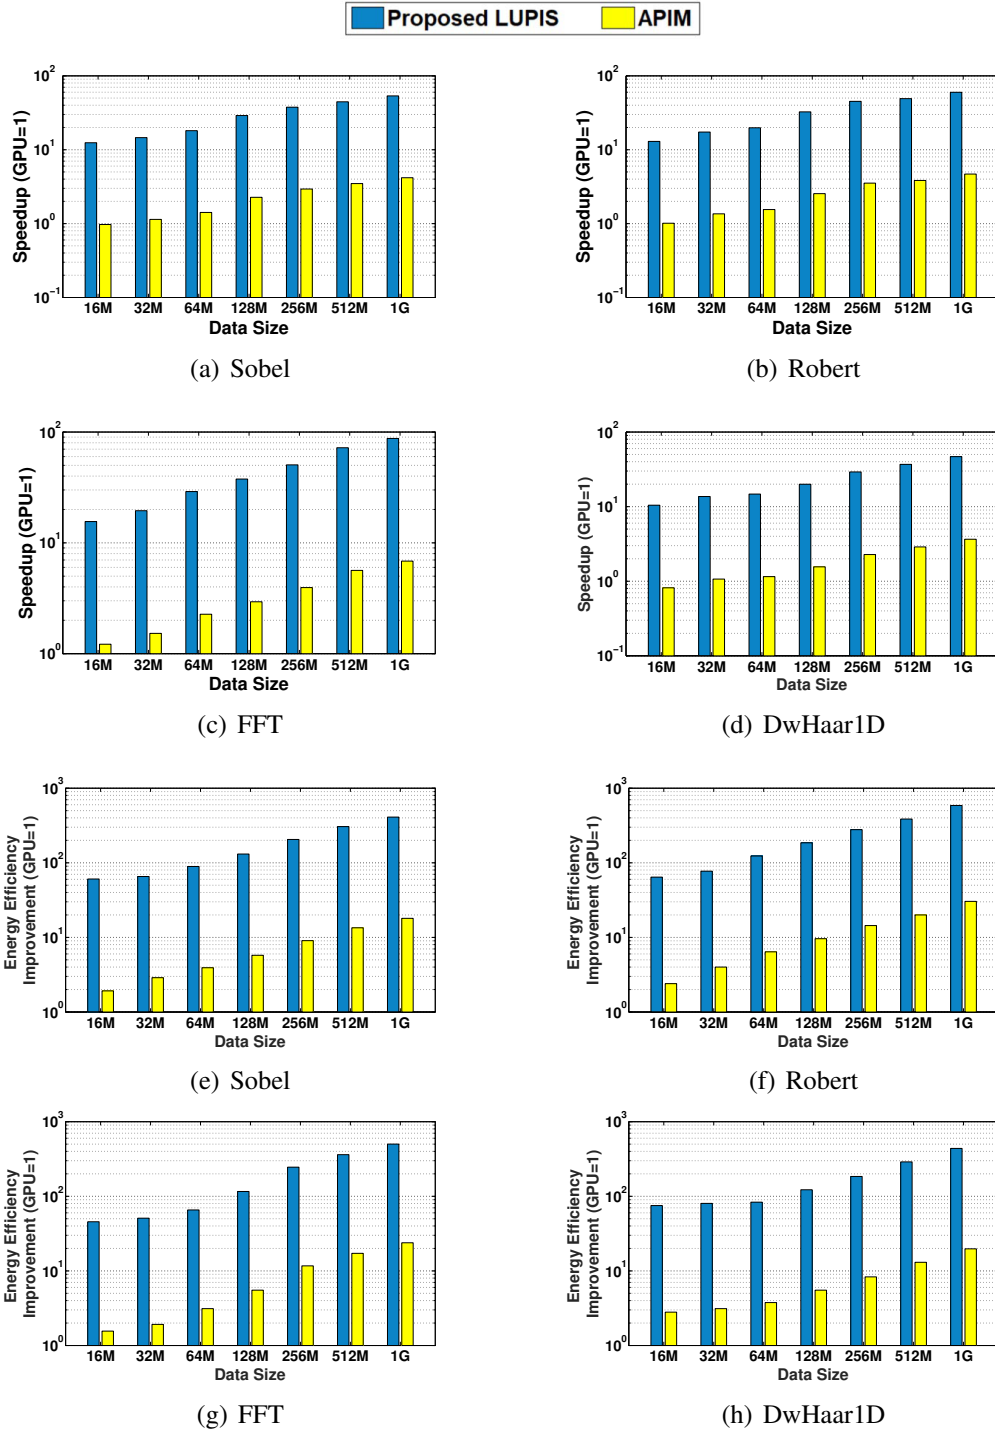 Proposed LUPIS APIM
Speedup (GPU=1)
10^2
10^1
10^0
10^-1
16M 32M 64M 128M 256M 512M 1G
Data Size
(a) Sobel
Speedup (GPU=1)
10^2
10^1
10^0
10^-1
16M 32M 64M 128M 256M 512M 1G
Data Size
(b) Robert
Speedup (GPU=1)
10^2
10^1
10^0
16M 32M 64M 128M 256M 512M 1G
Data Size
(c) FFT
Speedup (GPU=1)
10^2
10^1
10^0
10^-1
16M 32M 64M 128M 256M 512M 1G
Data Size
(d) DwHaar1D
Energy Efficiency
Improvement (GPU=1)
10^3
10^2
10^1
10^0
16M 32M 64M 128M 256M 512M 1G
Data Size
(e) Sobel
Energy Efficiency
Improvement (GPU=1)
10^3
10^2
10^1
10^0
16M 32M 64M 128M 256M 512M 1G
Data Size
(f) Robert
Energy Efficiency
Improvement (GPU=1)
10^3
10^2
10^1
10^0
16M 32M 64M 128M 256M 512M 1G
Data Size
(g) FFT
Energy Efficiency
Improvement (GPU=1)
10^3
10^2
10^1
10^0
16M 32M 64M 128M 256M 512M 1G
Data Size
(h) DwHaar1D